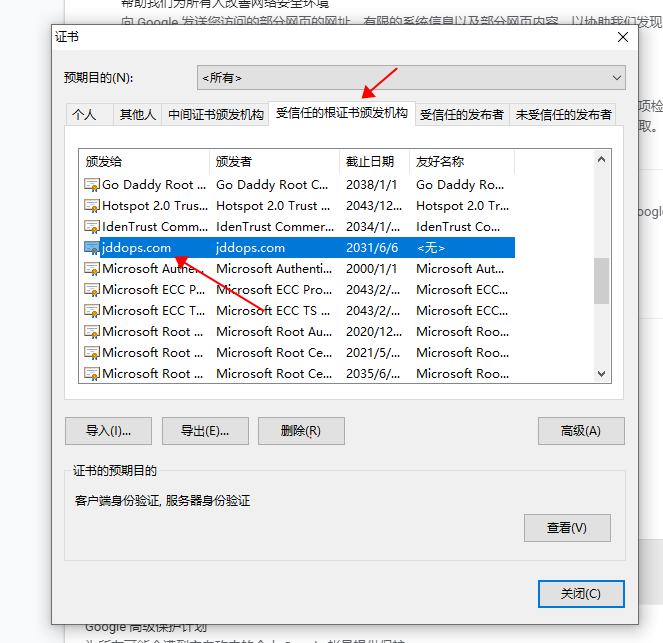 帮助我们为所有人改善网络安全环境
向 Google 发送您访问的部分网页的网址、有限的系统信息以及部分网页内容，以协助我们发现
证书
预期目的(N):
<所有>
个人
其他人
中间证书颁发机构
受信任的根证书颁发机构
受信任的发布者
未受信任的发布者
项检
取。
颁发给 颁发者 截止日期 友好名称
Go Daddy Root ... Go Daddy Root C... 2038/1/1 Go Daddy Ro...
Hotspot 2.0 Trus... Hotspot 2.0 Trust ... 2043/12... Hotspot 2.0 Tr...
IdenTrust Comm... IdenTrust Commer... 2034/1/... IdenTrust Co...
jddops.com jddops.com 2031/6/6 <无>
Microsoft Authe... Microsoft Authenti... 2000/1/1 Microsoft Aut...
Microsoft ECC P... Microsoft ECC Pro... 2043/2/... Microsoft ECC...
Microsoft ECC T... Microsoft ECC TS ... 2043/2/... Microsoft ECC...
Microsoft Root ... Microsoft Root Au... 2020/12... Microsoft Roo...
Microsoft Root ... Microsoft Root Ce... 2021/5/... Microsoft Roo...
Microsoft Root ... Microsoft Root Ce... 2035/6/... Microsoft Roo...
导入(I)...
导出(E)...
删除(R)
高级(A)
证书的预期目的
客户端身份验证, 服务器身份验证
查看(V)
关闭(C)
Google 高级保护计划